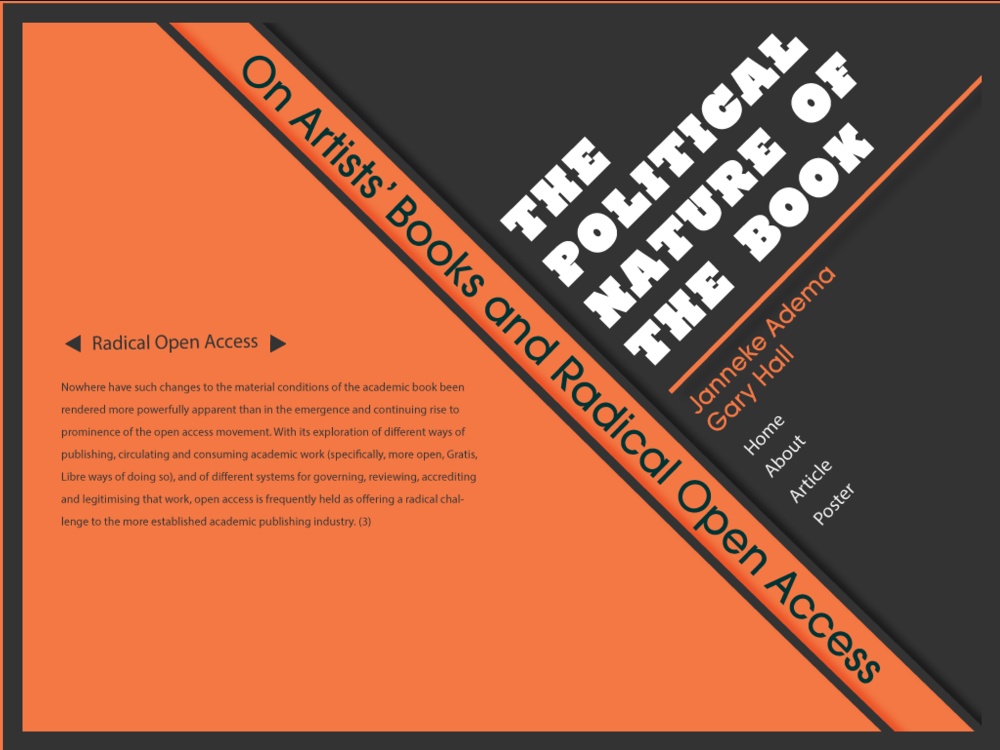 THE
POLITICAL
NATURE OF
THE BOOK
On Artists’ Books and Radical Open Access
Janneke Adema
Gary Hall
Home
About
Article
Poster
Radical Open Access
Nowhere have such changes to the material conditions of the academic book been
rendered more powerfully apparent than in the emergence and continuing rise to
prominence of the open access movement. With its exploration of different ways of
publishing, circulating and consuming academic work (specifically, more open, Gratis,
Libre ways of doing so), and of different systems for governing, reviewing, accrediting
and legitimising that work, open access is frequently held as offering a radical chal-
lenge to the more established academic publishing industry. (3)